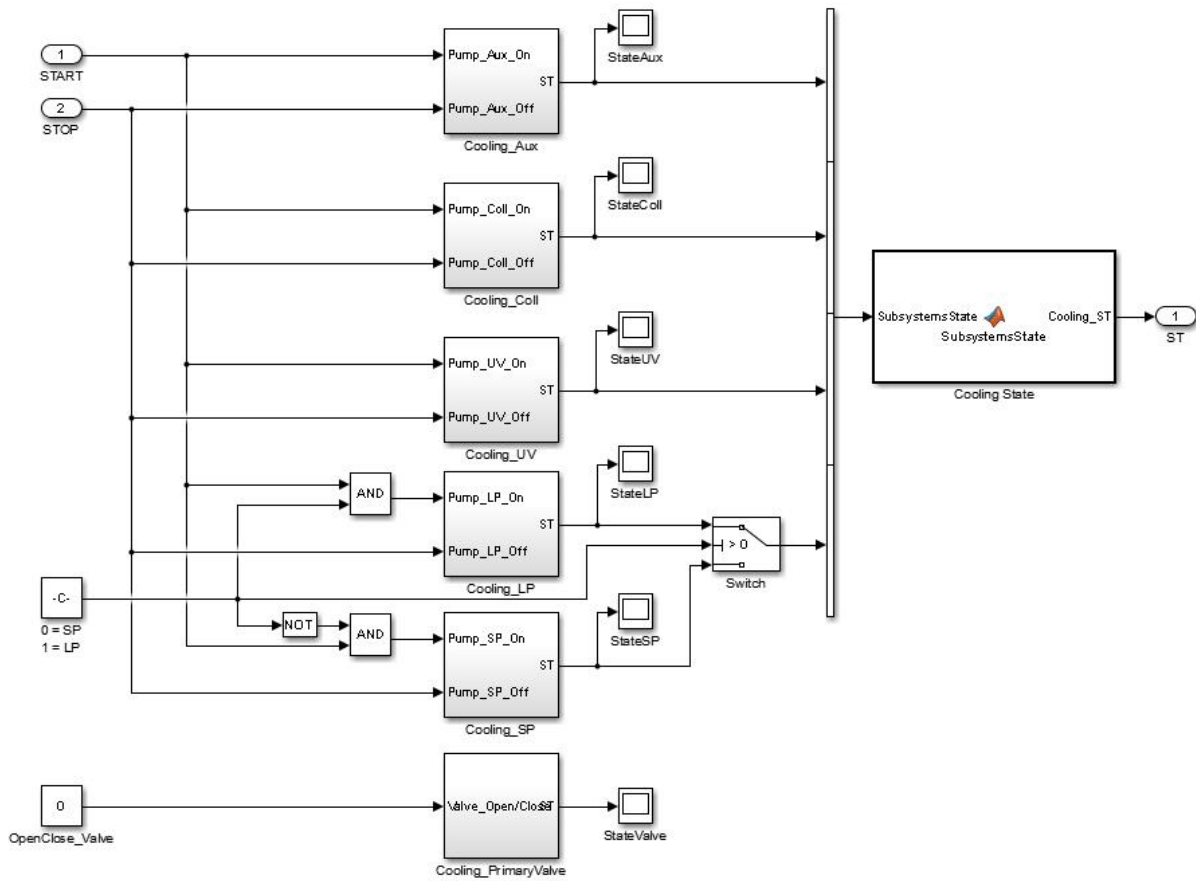 1
START
2
STOP
Pump_Aux_On
ST
Pump_Aux_Off
Cooling_Aux
StateAux
Pump_Coll_On
ST
Pump_Coll_Off
Cooling_Coll
StateColl
Pump_UV_On
ST
Pump_UV_Off
Cooling_UV
StateUV
SubsystemsState
SubsystemsState
Cooling_ST
Cooling State
1
ST
AND
Pump_LP_On
ST
Pump_LP_Off
Cooling_LP
StateLP
> 0
Switch
-C-
0 = SP
1 = LP
NOT
AND
Pump_SP_On
ST
Pump_SP_Off
Cooling_SP
StateSP
0
OpenClose_Valve
Valve_Open/Close
ST
Cooling_PrimaryValve
StateValve